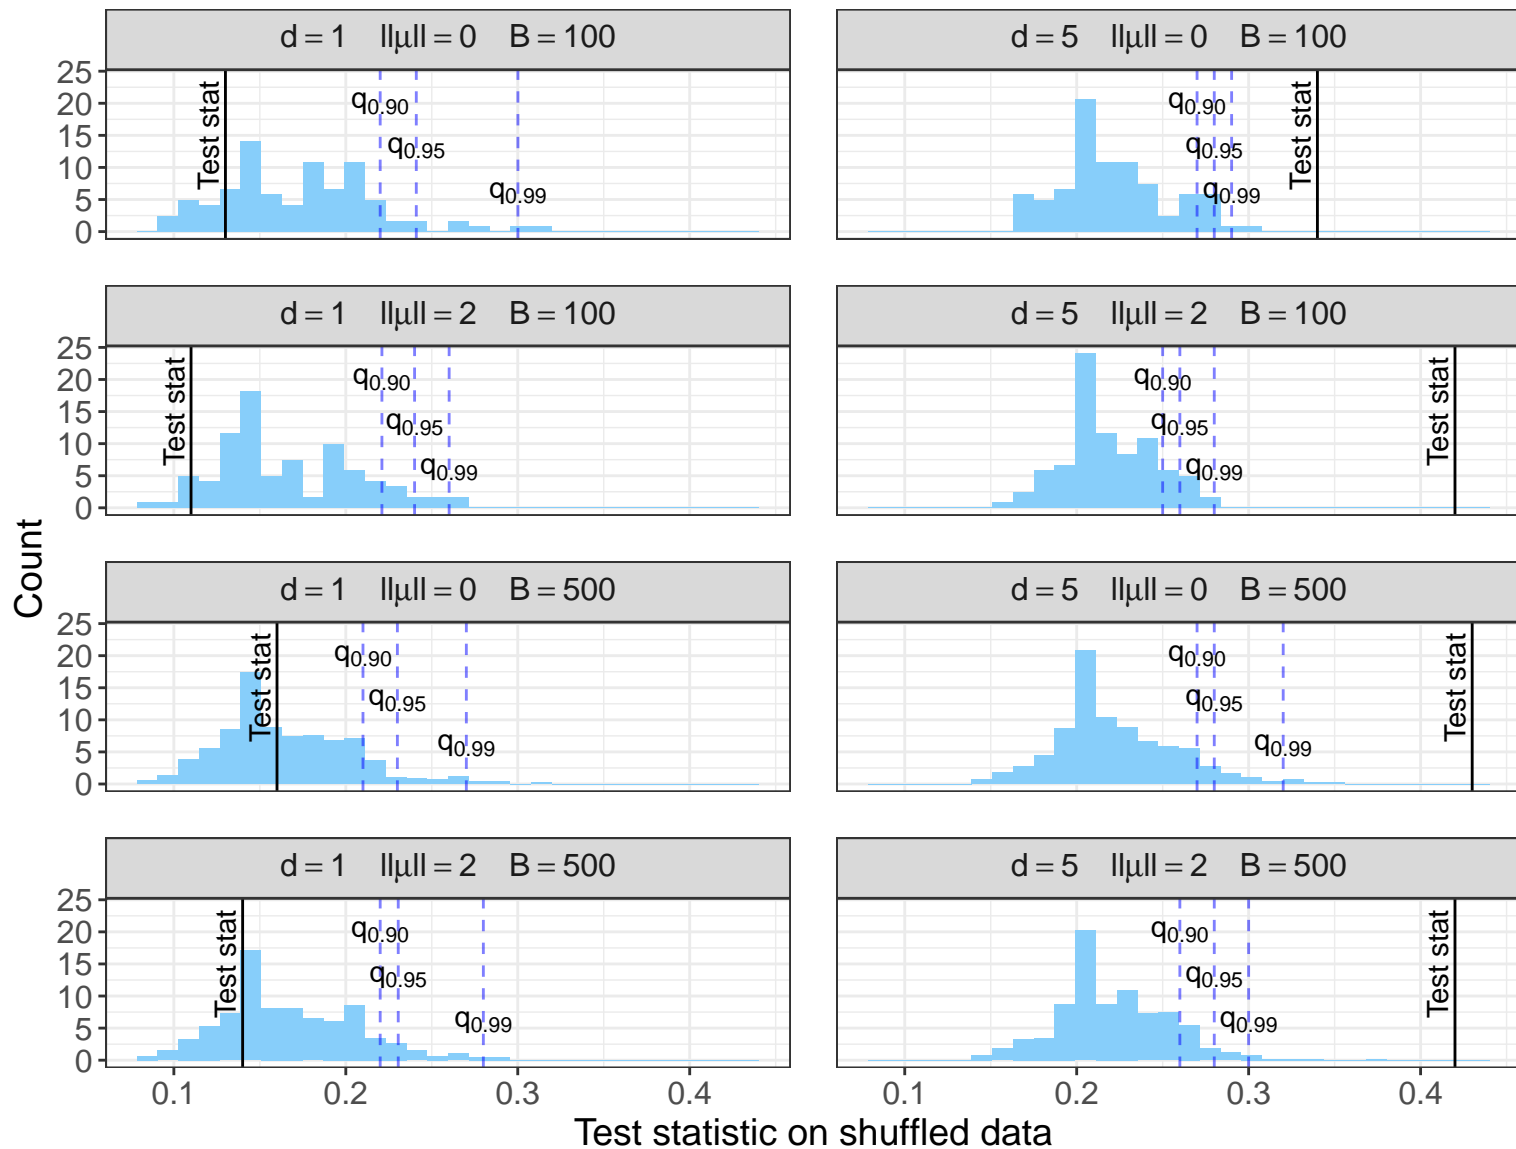 d = 1 ||μ|| = 0 B = 100
d = 5 ||μ|| = 0 B = 100
25
20
15
10
5
0
Test stat
q0.90
q0.95
q0.99
q0.90
q0.95
q0.99
Test stat
d = 1 ||μ|| = 2 B = 100
d = 5 ||μ|| = 2 B = 100
25
20
15
10
5
0
Test stat
q0.90
q0.95
q0.99
q0.90
q0.95
q0.99
Test stat
Count
d = 1 ||μ|| = 0 B = 500
d = 5 ||μ|| = 0 B = 500
25
20
15
10
5
0
Test stat
q0.90
q0.95
q0.99
q0.90
q0.95
q0.99
Test stat
d = 1 ||μ|| = 2 B = 500
d = 5 ||μ|| = 2 B = 500
25
20
15
10
5
0
Test stat
q0.90
q0.95
q0.99
q0.90
q0.95
q0.99
Test stat
0.1 0.2 0.3 0.4
0.1 0.2 0.3 0.4
Test statistic on shuffled data